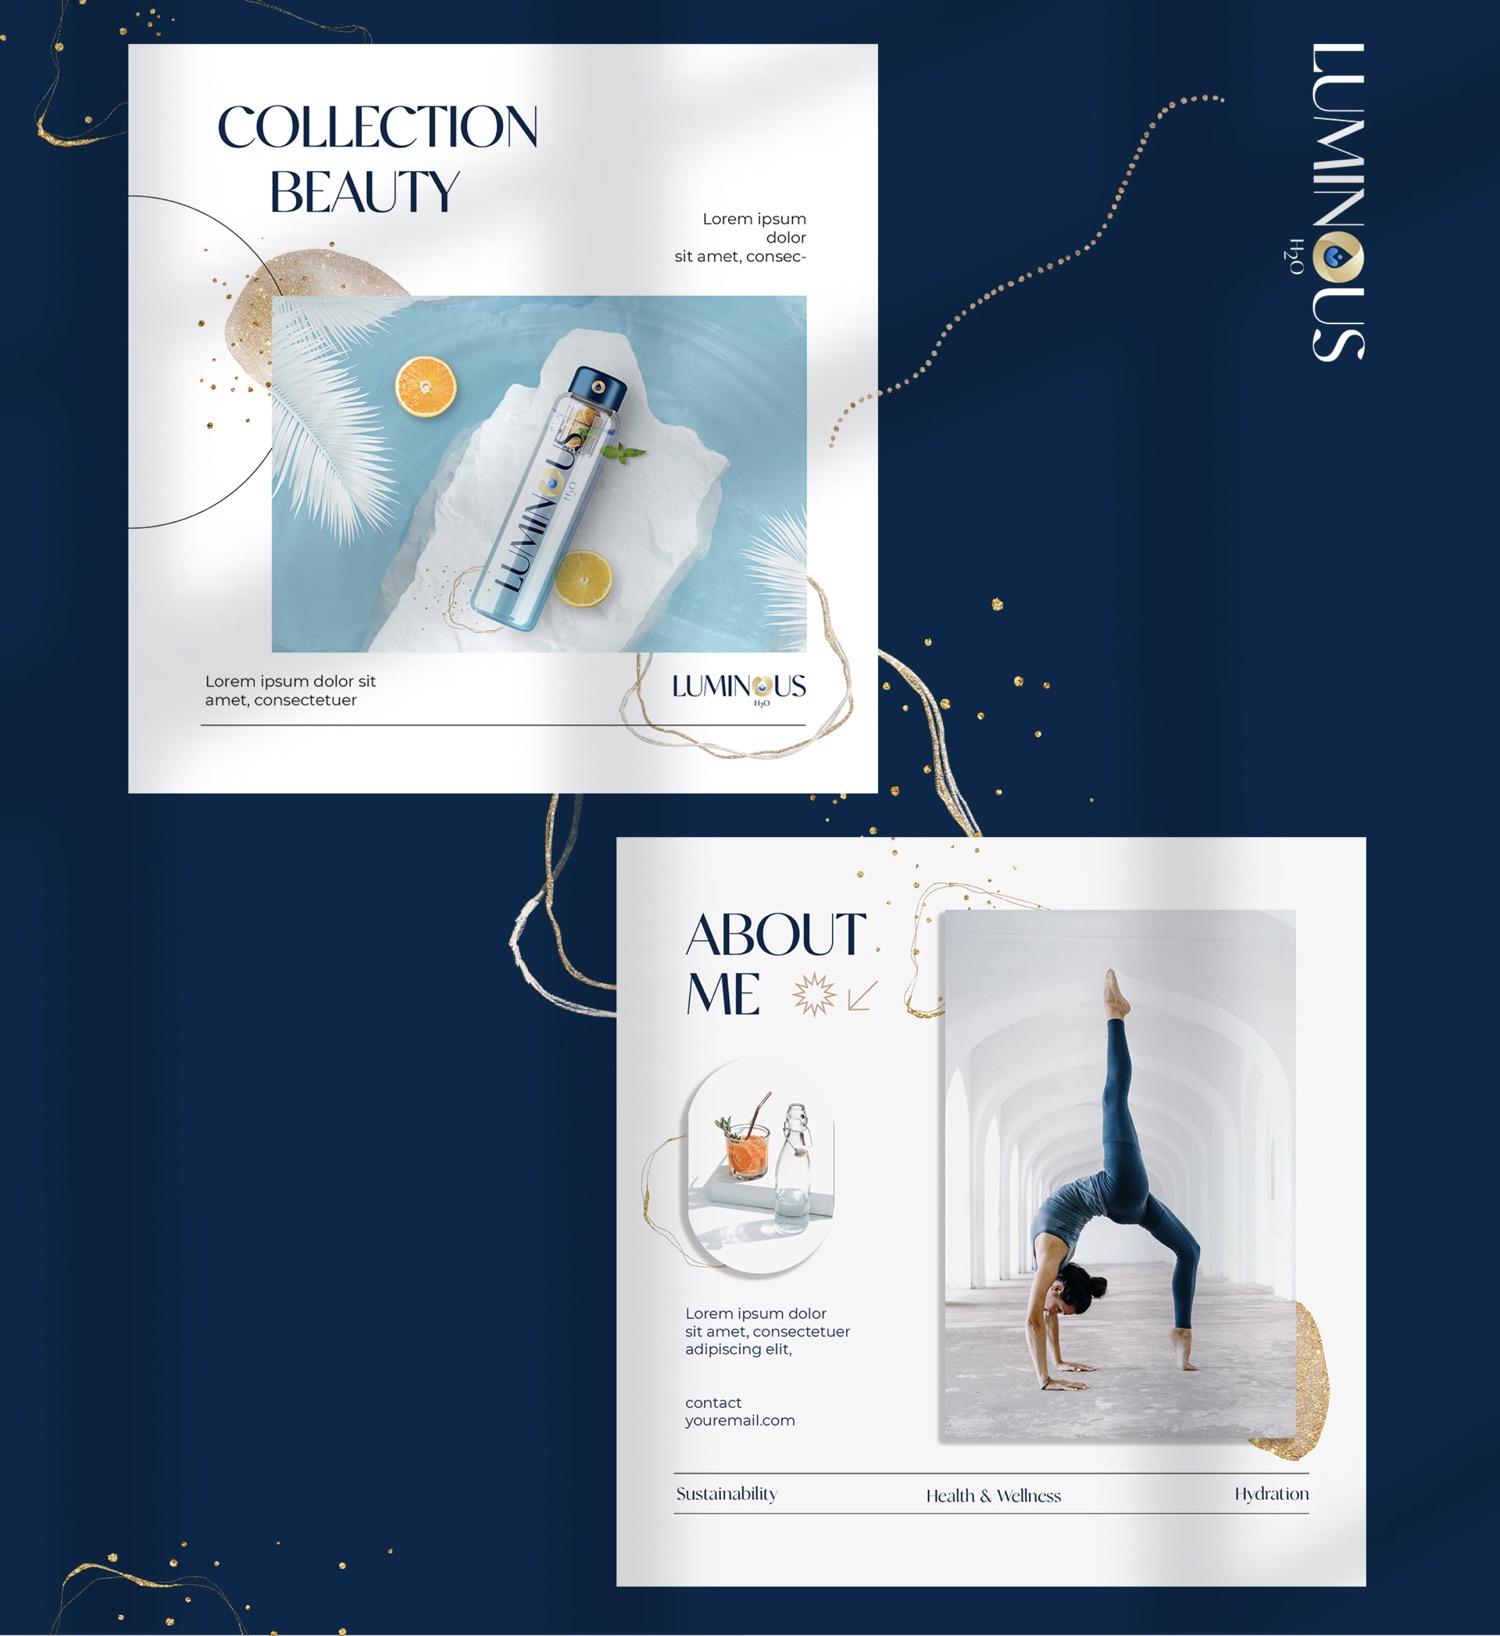 COLLECTION
BEAUTY
Lorem ipsum
dolor
sit amet, consec-
LUMINOUS
H₂O
LUMINOUS
H₂O
Lorem ipsum dolor sit
amet, consectetuer
LUMINOUS
H₂O
ABOUT
ME
Lorem ipsum dolor
sit amet, consectetuer
adipiscing elit,
contact
youremail.com
Sustainability
Health & Wellness
Hydration